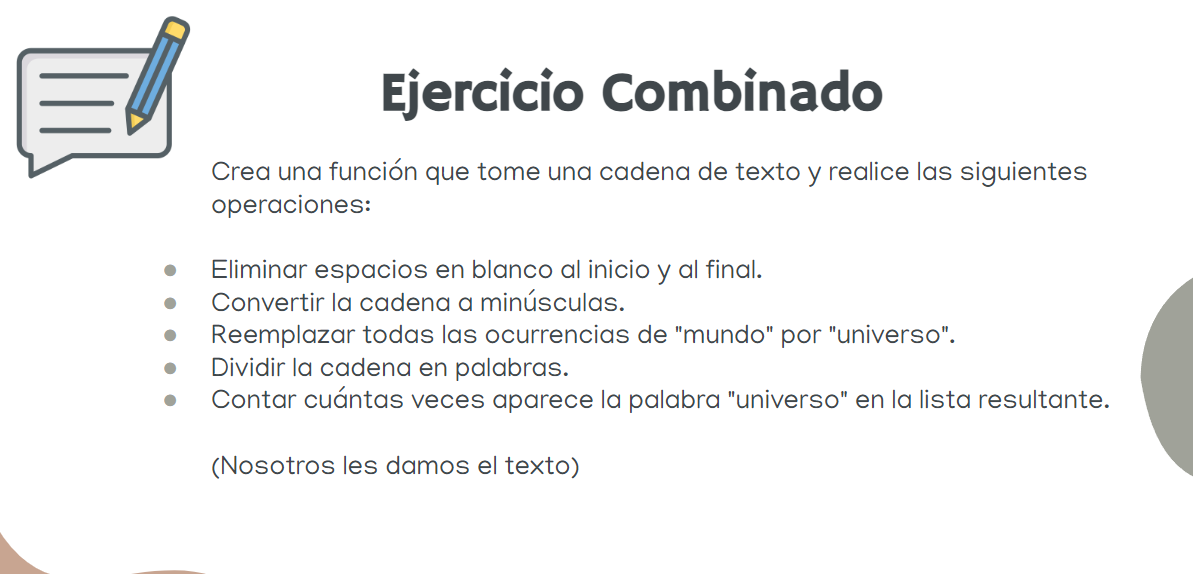 Ejercicio Combinado
Crea una función que tome una cadena de texto y realice las siguientes
operaciones:
● Eliminar espacios en blanco al inicio y al final.
● Convertir la cadena a minúsculas.
● Reemplazar todas las ocurrencias de "mundo" por "universo".
● Dividir la cadena en palabras.
● Contar cuántas veces aparece la palabra "universo" en la lista resultante.
(Nosotros les damos el texto)